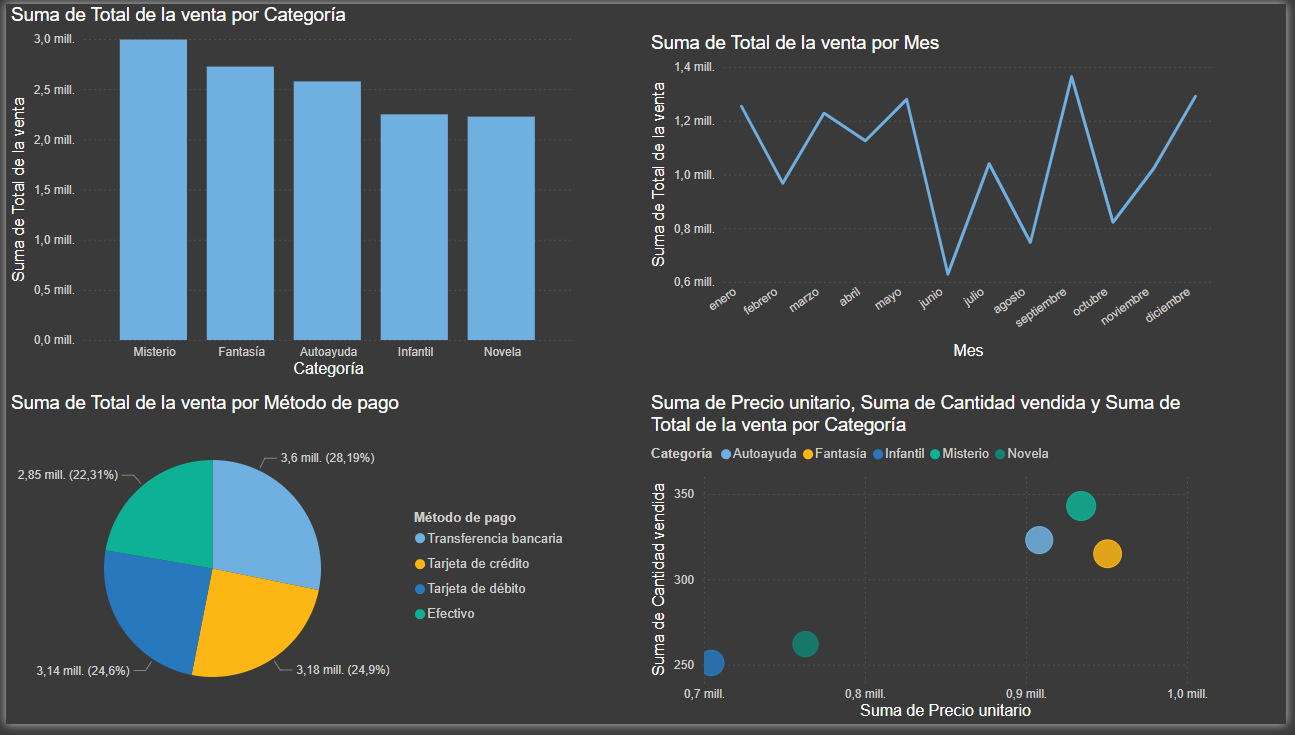 Suma de Total de la venta por Categoría
Suma de Total de la venta
3,0 mill.
2,5 mill.
2,0 mill.
1,5 mill.
1,0 mill.
0,5 mill.
0,0 mill.
Misterio
Fantasía
Autoayuda
Infantil
Novela
Categoría
Suma de Total de la venta por Mes
Suma de Total de la venta
1,4 mill.
1,2 mill.
1,0 mill.
0,8 mill.
0,6 mill.
enero
febrero
marzo
abril
mayo
junio
julio
agosto
septiembre
octubre
noviembre
diciembre
Mes
Suma de Total de la venta por Método de pago
3,6 mill. (28,19%)
2,85 mill. (22,31%)
3,14 mill. (24,6%)
3,18 mill. (24,9%)
Método de pago
Transferencia bancaria
Tarjeta de crédito
Tarjeta de débito
Efectivo
Suma de Precio unitario, Suma de Cantidad vendida y Suma de
Total de la venta por Categoría
Categoría Autoayuda Fantasía Infantil Misterio Novela
Suma de Cantidad vendida
350
300
250
0,7 mill.
0,8 mill.
0,9 mill.
1,0 mill.
Suma de Precio unitario